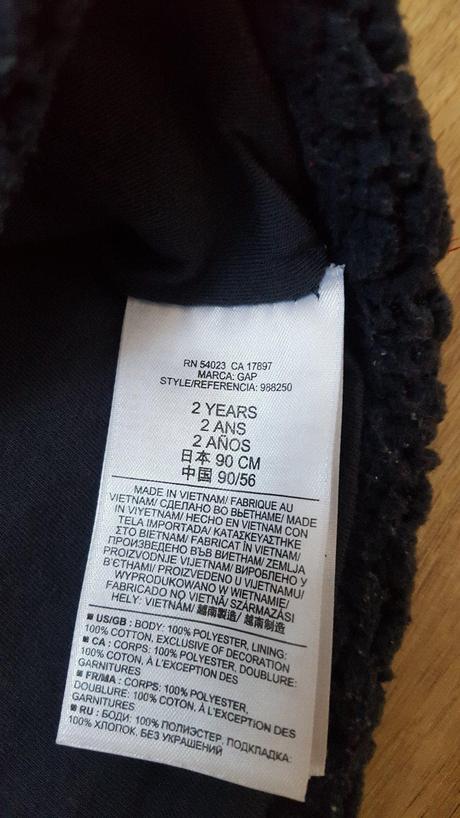 RN 54023 CA 17897
MARCA: GAP
STYLE/REFERENCIA: 988250
2 YEARS
2 ANS
2 AÑOS
日本 90 CM
中国 90/56
MADE IN VIETNAM/ FABRIQUE AU
VIETNAM/ СДЕЛАНО ВО ВЬЕТНАМЕ/ MADE
IN VIYETNAM/ HECHO EN VIETNAM CON
TELA IMPORTADA/ ΚΑΤΑΣΚΕΥΑΣΤΗΚΕ
ΣΤΟ ΒΙΕΤΝΑΜ/ FABRICAT ÎN VIETNAM/
ПРОИЗВЕДЕНО ВЪВ ВИЕТНАМ/ ZEMLJA
PROIZVODNJE VIJETNAM/ ВИРОБЛЕНО У
В'ЄТНАМІ/ PROIZVEDENO U VIJETNAMU/
WYPRODUKOWANO W WIETNAMIE/
FABRICADO NO VIETNÃ/ SZÁRMAZÁSI
HELY: VIETNÁM/ 越南製造/ 越南制造
■ US/GB : BODY: 100% POLYESTER, LINING:
100% COTTON. EXCLUSIVE OF DECORATION
■ CA : CORPS: 100% POLYESTER, DOUBLURE:
100% COTON, À L'EXCEPTION DES
GARNITURES
■ FR/MA : CORPS: 100% POLYESTER,
DOUBLURE: 100% COTON, À L'EXCEPTION DES
GARNITURES
■ RU : БОДИ: 100% ПОЛИЭСТЕР, ПОДКЛАДКА:
100% ХЛОПОК, БЕЗ УКРАШЕНИЙ